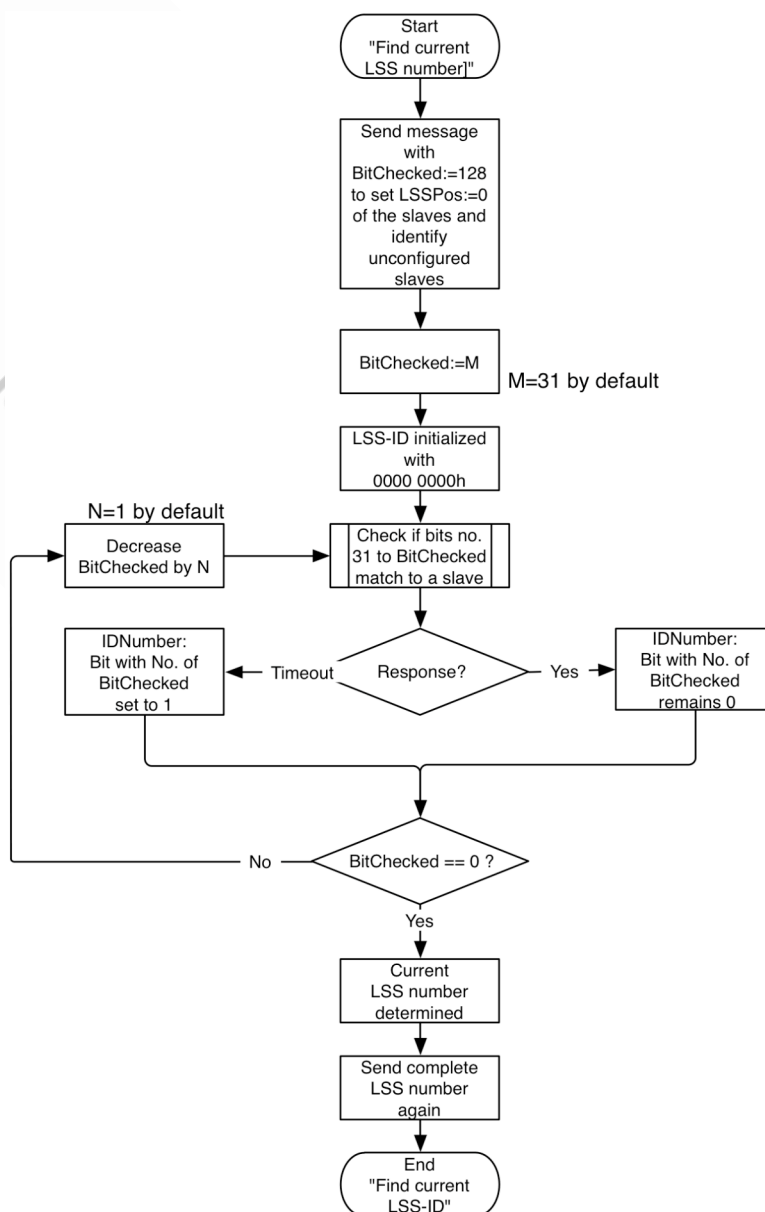 Start
"Find current
LSS number]"
Send message
with
BitChecked:=128
to set LSSPos:=0
of the slaves and
identify
unconfigured
slaves
BitChecked:=M
M=31 by default
LSS-ID initialized
with
0000 0000h
N=1 by default
Decrease
BitChecked by N
Check if bits no.
31 to BitChecked
match to a slave
IDNumber:
Bit with No. of
BitChecked
set to 1
Timeout
Response?
Yes
IDNumber:
Bit with No. of
BitChecked
remains 0
No
BitChecked == 0 ?
Yes
Current
LSS number
determined
Send complete
LSS number
again
End
"Find current
LSS-ID"